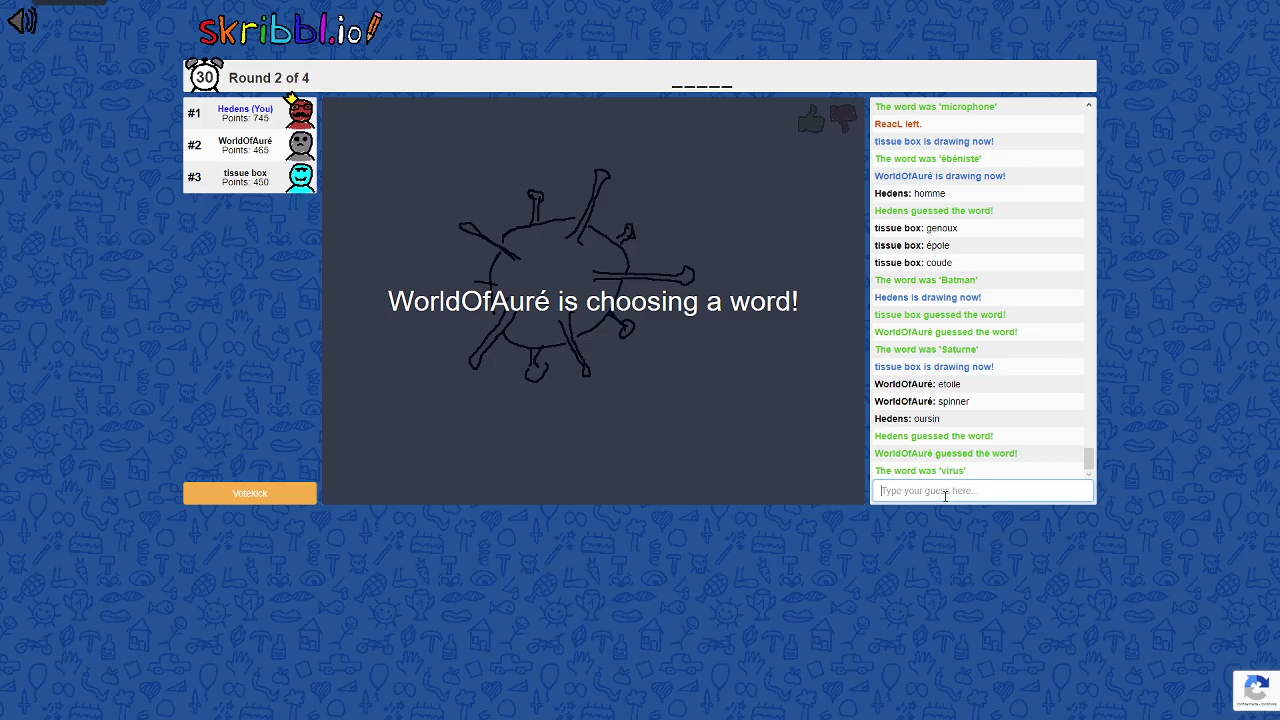 skribbl.io
30
Round 2 of 4
_ _ _ _ _
#1
Hedens (You)
Points: 745
#2
WorldOfAuré
Points: 465
#3
tissue box
Points: 450
Votekick
WorldOfAuré is choosing a word!
The word was 'microphone'
ReacL left.
tissue box is drawing now!
The word was 'ébéniste'
WorldOfAuré is drawing now!
Hedens: homme
Hedens guessed the word!
tissue box: genoux
tissue box: épole
tissue box: coude
The word was 'Batman'
Hedens is drawing now!
tissue box guessed the word!
WorldOfAuré guessed the word!
The word was 'Saturne'
tissue box is drawing now!
WorldOfAuré: etoile
WorldOfAuré: spinner
Hedens: oursin
Hedens guessed the word!
WorldOfAuré guessed the word!
The word was 'virus'
Type your guess here...